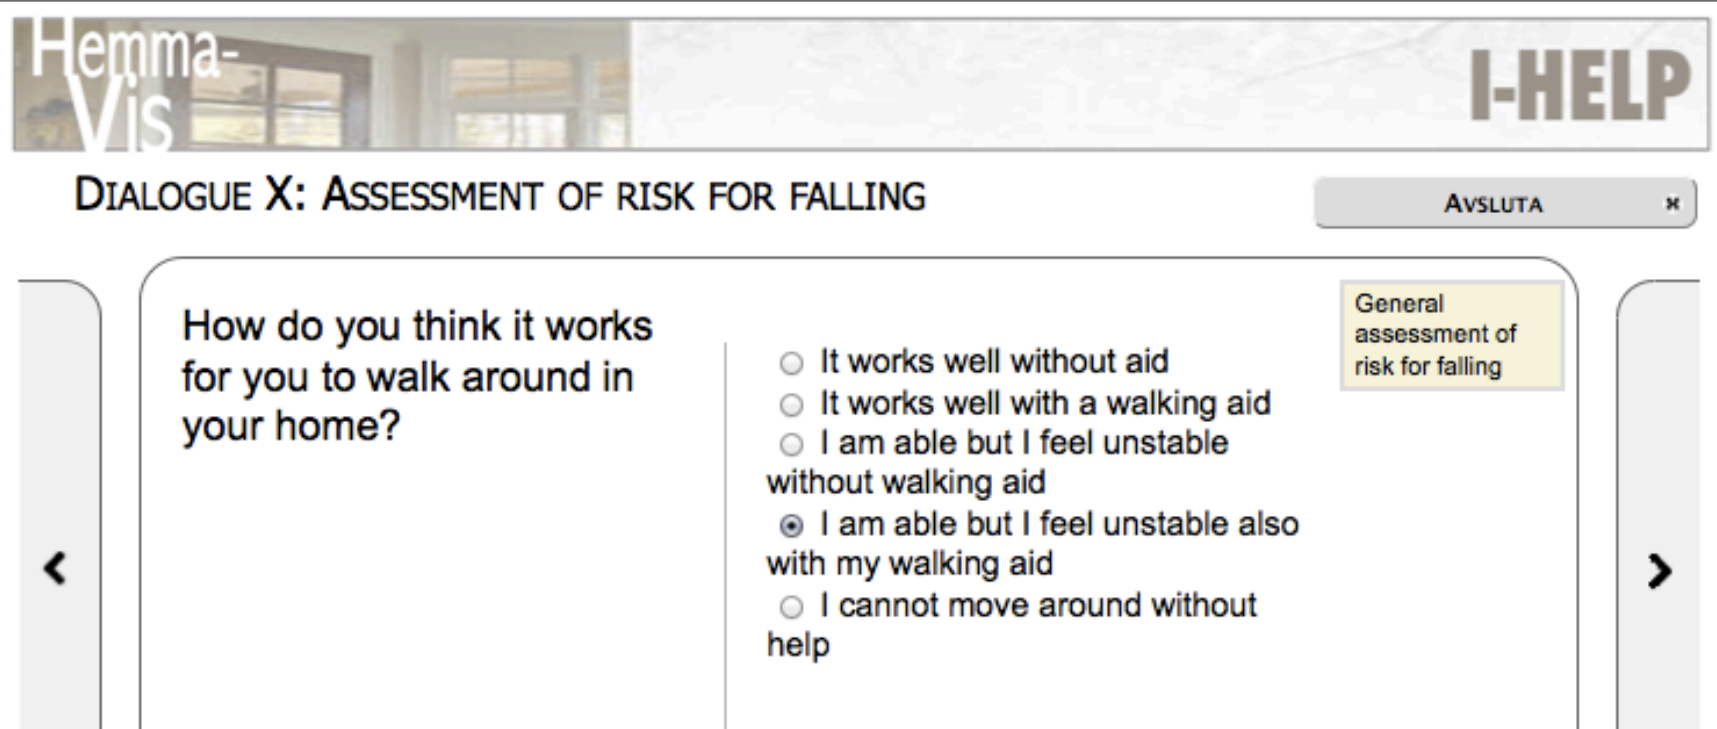 Hemma-
Vis
I-HELP
DIALOGUE X: ASSESSMENT OF RISK FOR FALLING
AVSLUTA
How do you think it works
for you to walk around in
your home?
It works well without aid
It works well with a walking aid
I am able but I feel unstable
without walking aid
I am able but I feel unstable also
with my walking aid
I cannot move around without
help
General
assessment of
risk for falling